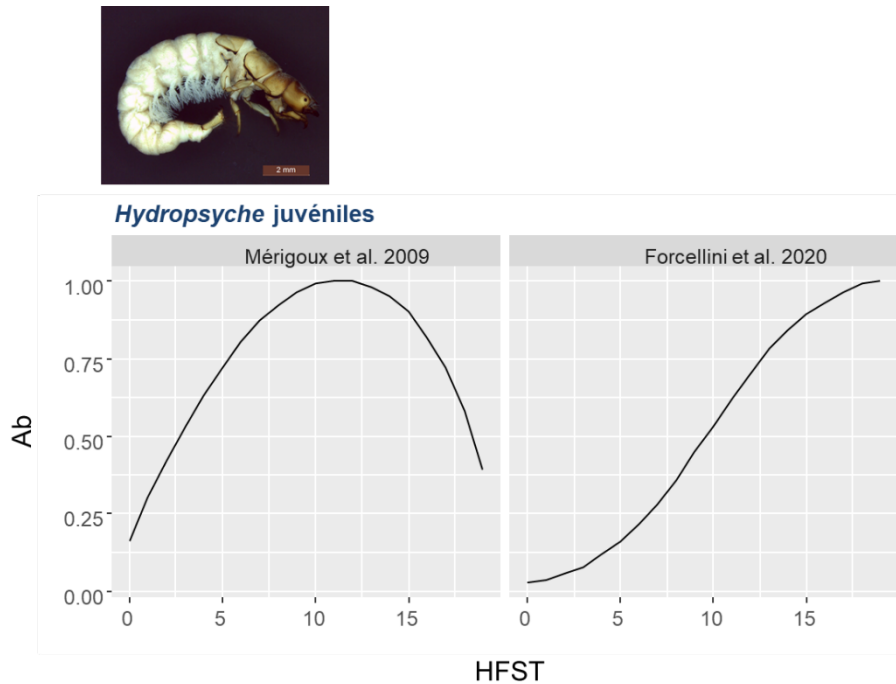 2 mm
Hydropsyche juvéniles
Mérigoux et al. 2009
Forcellini et al. 2020
1.00
0.75
0.50
0.25
0.00
Ab
0 5 10 15
0 5 10 15
HFST